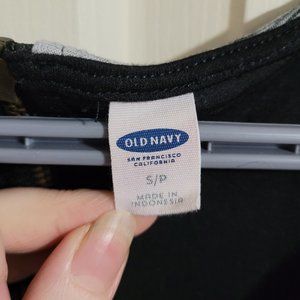 OLD NAVY
SAN FRANCISCO
CALIFORNIA
S/P
MADE IN
INDONESIA